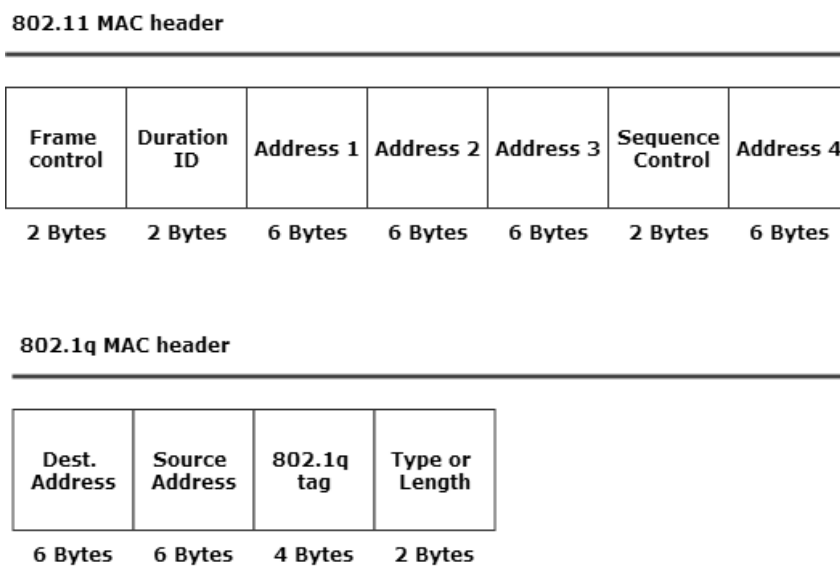 802.11 MAC header
Frame control
Duration ID
Address 1
Address 2
Address 3
Sequence Control
Address 4
2 Bytes
2 Bytes
6 Bytes
6 Bytes
6 Bytes
2 Bytes
6 Bytes
802.1q MAC header
Dest. Address
Source Address
802.1q tag
Type or Length
6 Bytes
6 Bytes
4 Bytes
2 Bytes